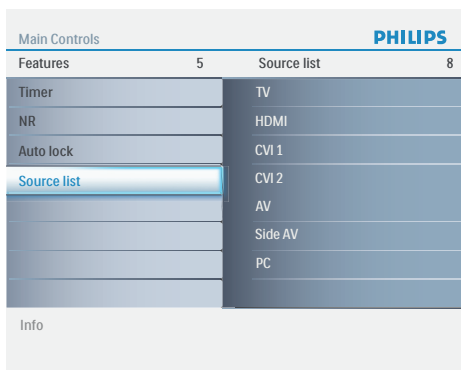 Main Controls PHILIPS
Features 5 Source list 8
Timer TV
NR HDMI
Auto lock CVI 1
Source list CVI 2
AV
Side AV
PC
Info